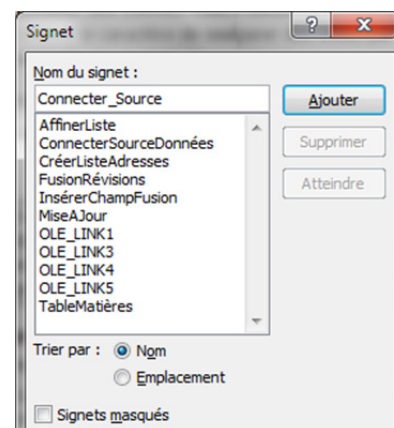 Signet
Nom du signet :
Connecter_Source
Ajouter
AffinerListe
ConnecterSourceDonnées
CréerListeAdresses
FusionRévisions
InsérerChampFusion
MiseAJour
OLE_LINK1
OLE_LINK3
OLE_LINK4
OLE_LINK5
TableMatières
Supprimer
Atteindre
Trier par :
Nom
Emplacement
Signets masqués